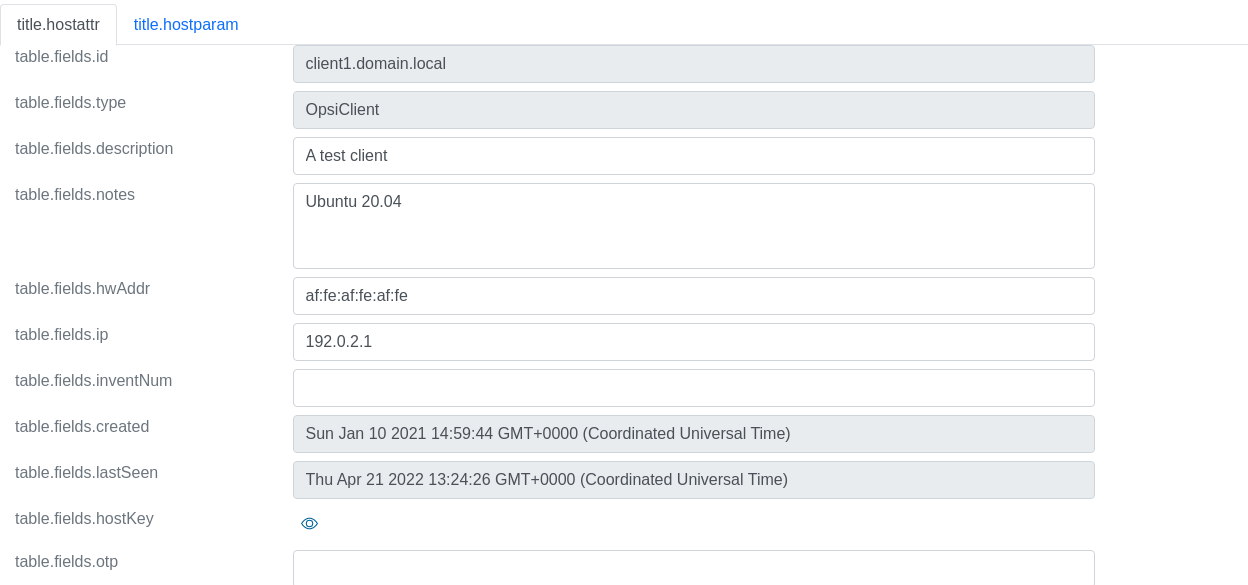 title.hostattr title.hostparam
table.fields.id client1.domain.local
table.fields.type OpsiClient
table.fields.description A test client
table.fields.notes Ubuntu 20.04
table.fields.hwAddr af:fe:af:fe:af:fe
table.fields.ip 192.0.2.1
table.fields.inventNum
table.fields.created Sun Jan 10 2021 14:59:44 GMT+0000 (Coordinated Universal Time)
table.fields.lastSeen Thu Apr 21 2022 13:24:26 GMT+0000 (Coordinated Universal Time)
table.fields.hostKey
table.fields.otp